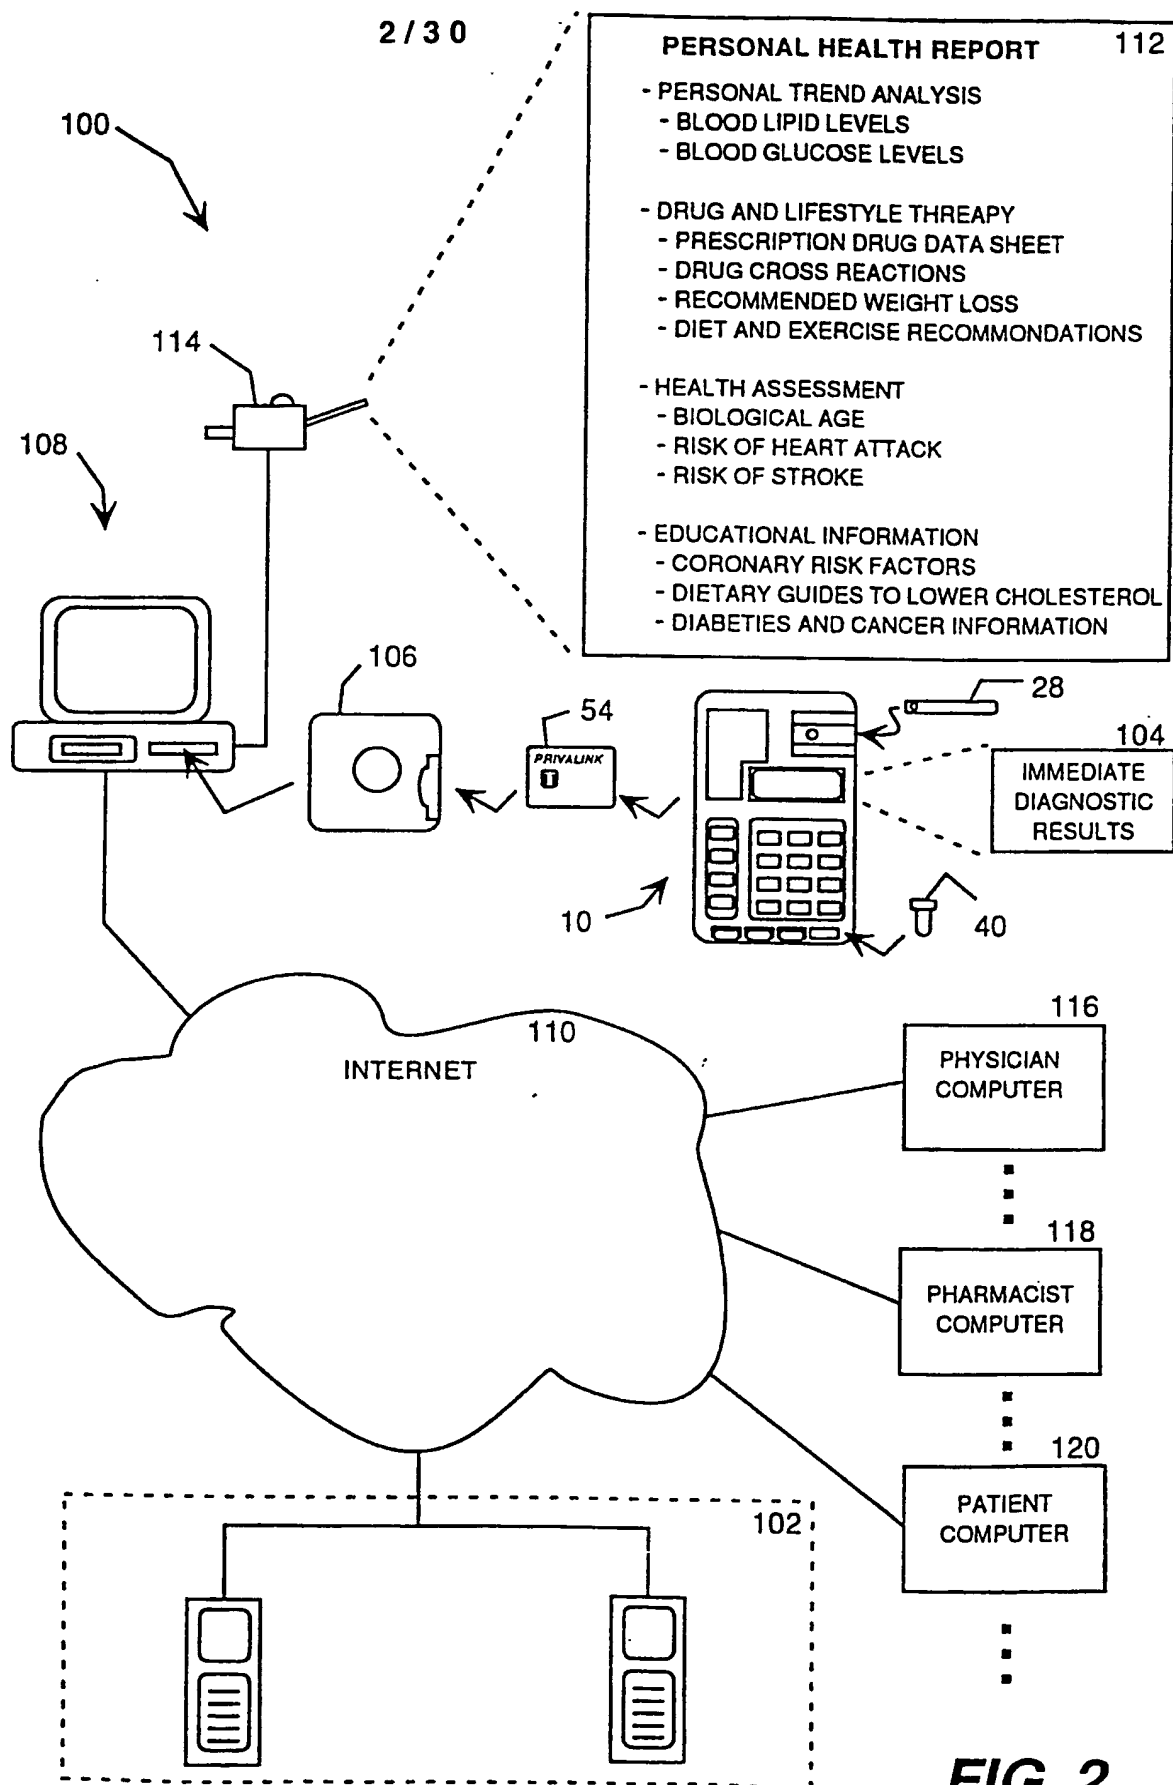 2/30
PERSONAL HEALTH REPORT 112
- PERSONAL TREND ANALYSIS
- BLOOD LIPID LEVELS
- BLOOD GLUCOSE LEVELS
- DRUG AND LIFESTYLE THREAPY
- PRESCRIPTION DRUG DATA SHEET
- DRUG CROSS REACTIONS
- RECOMMENDED WEIGHT LOSS
- DIET AND EXERCISE RECOMMONDATIONS
- HEALTH ASSESSMENT
- BIOLOGICAL AGE
- RISK OF HEART ATTACK
- RISK OF STROKE
- EDUCATIONAL INFORMATION
- CORONARY RISK FACTORS
- DIETARY GUIDES TO LOWER CHOLESTEROL
- DIABETIES AND CANCER INFORMATION
100
114
108
106
54
PRIVALINK
28
104
IMMEDIATE
DIAGNOSTIC
RESULTS
10
40
110
INTERNET
116
PHYSICIAN
COMPUTER
118
PHARMACIST
COMPUTER
120
PATIENT
COMPUTER
102
FIG. 2